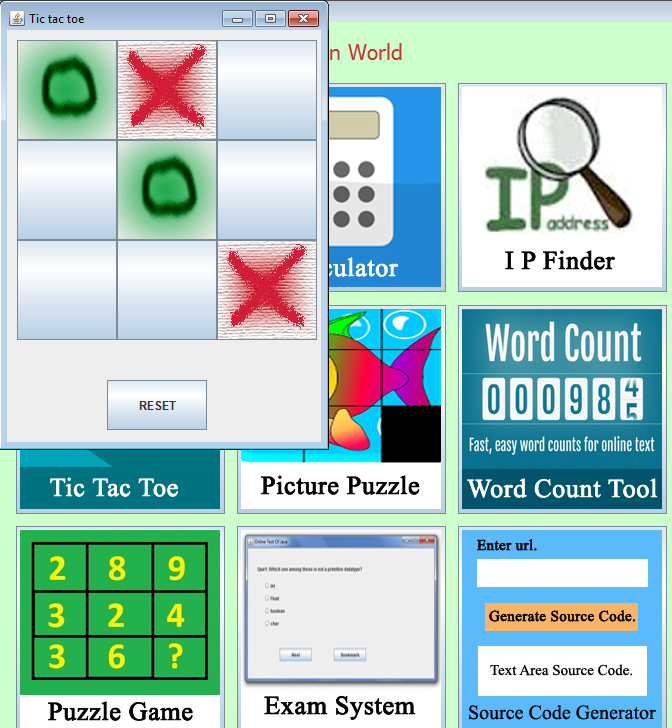 Tic tac toe
n World
RESET
culator
IP
address
I P Finder
Tic Tac Toe
Picture Puzzle
Word Count
Fast, easy word counts for online text
Word Count Tool
2 8 9
3 2 4
3 6 ?
Puzzle Game
Online Test Of Java
Que1: Which one among these is not a primitive datatype?
int
float
boolean
char
Next Bookmark
Exam System
Enter url.
Generate Source Code.
Text Area Source Code.
Source Code Generator